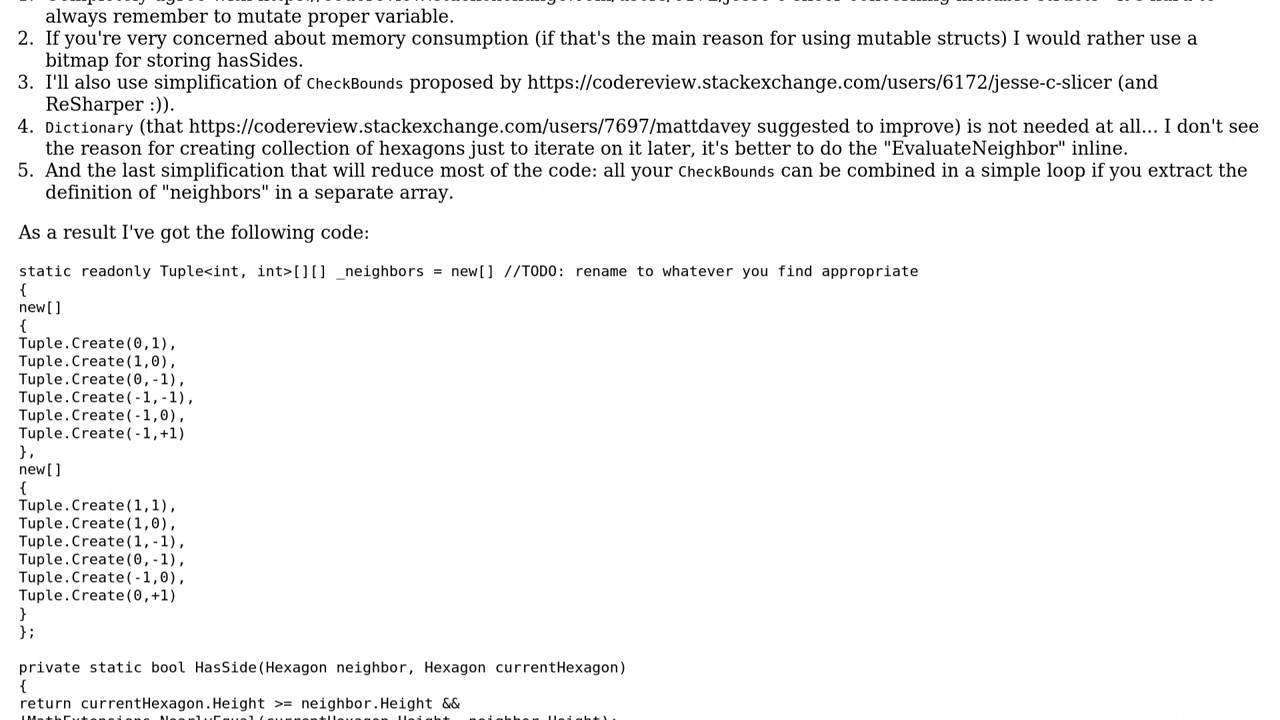 always remember to mutate proper variable.
2. If you're very concerned about memory consumption (if that's the main reason for using mutable structs) I would rather use a
bitmap for storing hasSides.
3. I'll also use simplification of CheckBounds proposed by https://codereview.stackexchange.com/users/6172/jesse-c-slicer (and
ReSharper :)).
4. Dictionary (that https://codereview.stackexchange.com/users/7697/mattdavey suggested to improve) is not needed at all... I don't see
the reason for creating collection of hexagons just to iterate on it later, it's better to do the "EvaluateNeighbor" inline.
5. And the last simplification that will reduce most of the code: all your CheckBounds can be combined in a simple loop if you extract the
definition of "neighbors" in a separate array.
As a result I've got the following code:
static readonly Tuple<int, int>[][] _neighbors = new[] //TODO: rename to whatever you find appropriate
{
new[]
{
Tuple.Create(0,1),
Tuple.Create(1,0),
Tuple.Create(0,-1),
Tuple.Create(-1,-1),
Tuple.Create(-1,0),
Tuple.Create(-1,+1)
},
new[]
{
Tuple.Create(1,1),
Tuple.Create(1,0),
Tuple.Create(1,-1),
Tuple.Create(0,-1),
Tuple.Create(-1,0),
Tuple.Create(0,+1)
}
};
private static bool HasSide(Hexagon neighbor, Hexagon currentHexagon)
{
return currentHexagon.Height >= neighbor.Height &&
!MathExtensions.NearlyEqual(currentHexagon.Height, neighbor.Height);